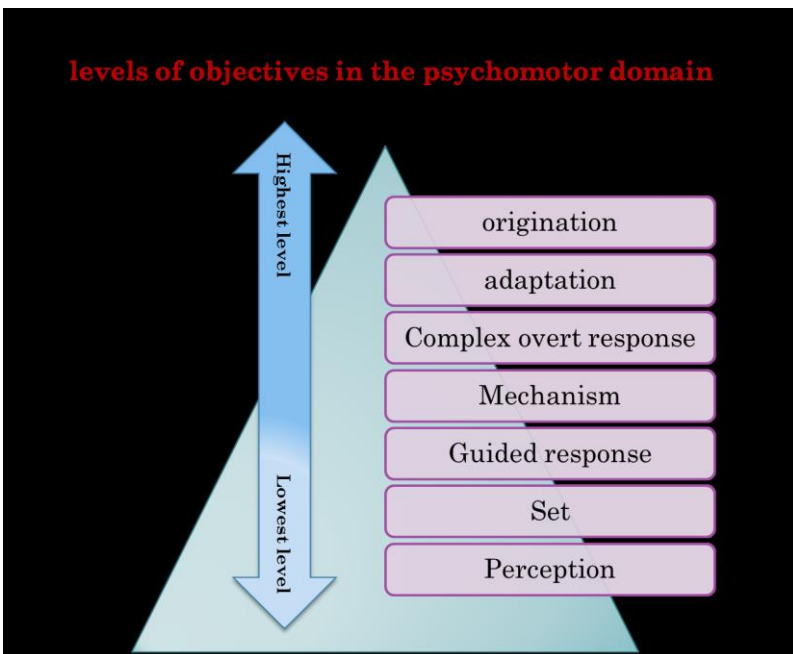 levels of objectives in the psychomotor domain
Highest level
origination
adaptation
Complex overt response
Mechanism
Guided response
Lowest level
Set
Perception